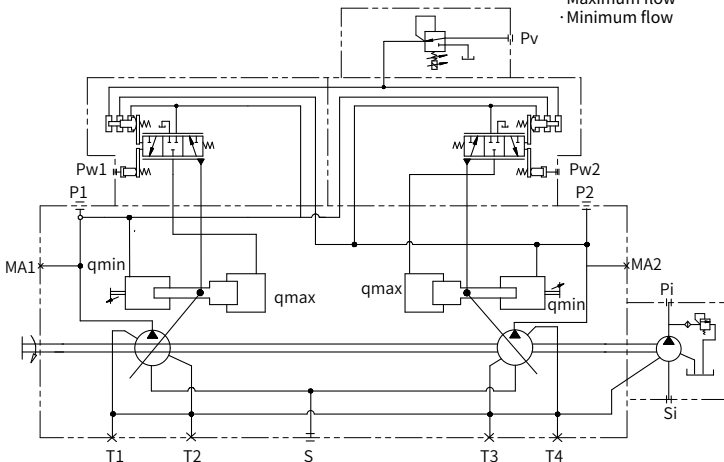 · Maximum flow
· Minimum flow
Pv
Pw1
Pw2
P1
P2
MA1
qmin
qmax
qmax
qmin
MA2
Pi
Si
T1
T2
S
T3
T4